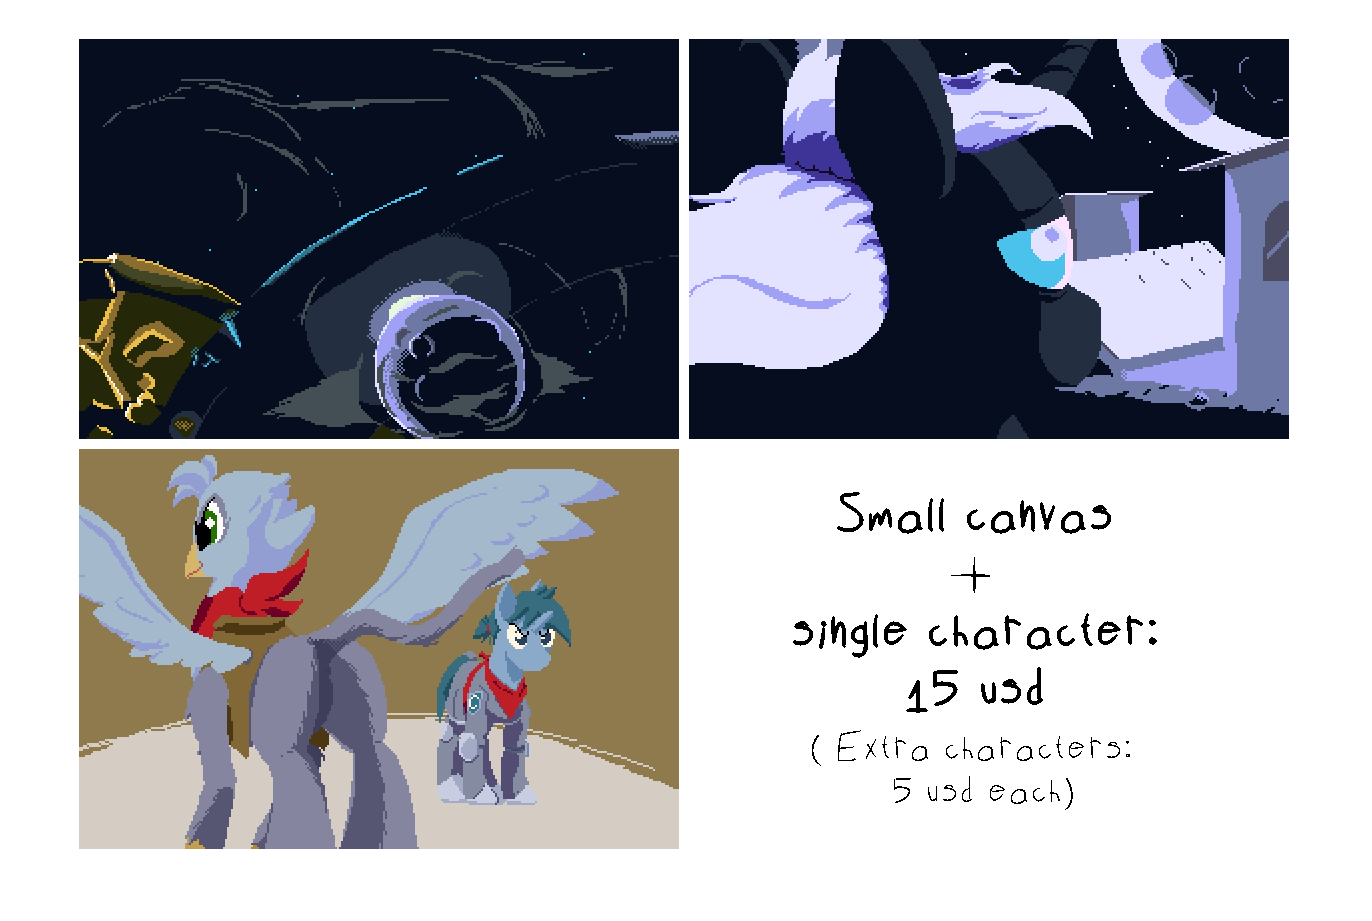 Small canvas
+
single character:
15 usd
( Extra characters:
5 usd each)